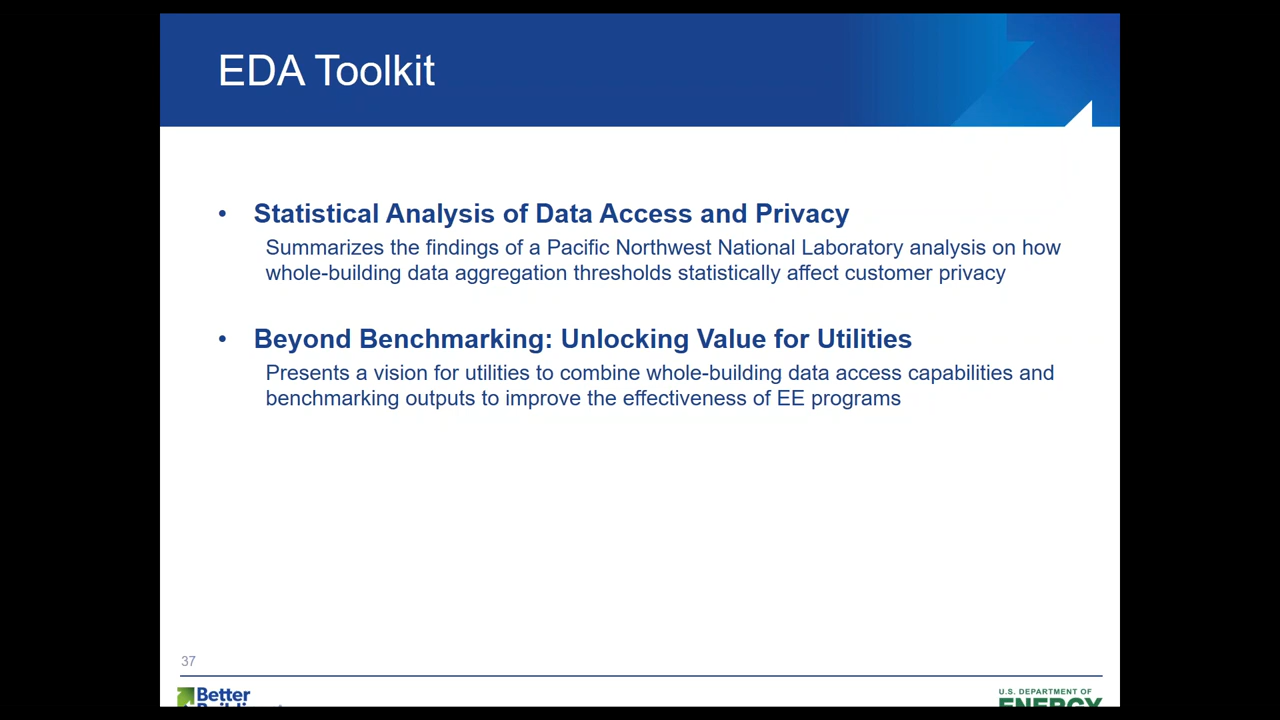 EDA Toolkit
• Statistical Analysis of Data Access and Privacy
Summarizes the findings of a Pacific Northwest National Laboratory analysis on how
whole-building data aggregation thresholds statistically affect customer privacy
• Beyond Benchmarking: Unlocking Value for Utilities
Presents a vision for utilities to combine whole-building data access capabilities and
benchmarking outputs to improve the effectiveness of EE programs
37
Better
U.S. DEPARTMENT OF
ENERGY